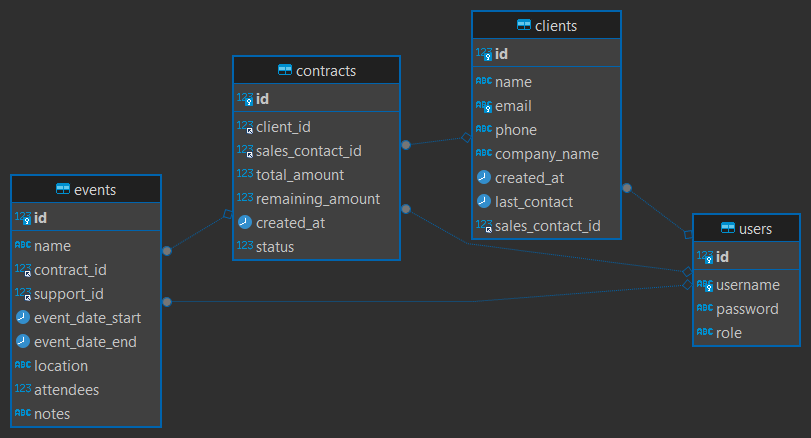 clients
123 id
ABC name
ABC email
ABC phone
ABC company_name
created_at
last_contact
123 sales_contact_id
contracts
123 id
123 client_id
123 sales_contact_id
123 total_amount
123 remaining_amount
created_at
123 status
events
123 id
ABC name
123 contract_id
123 support_id
event_date_start
event_date_end
ABC location
123 attendees
ABC notes
users
123 id
ABC username
ABC password
ABC role